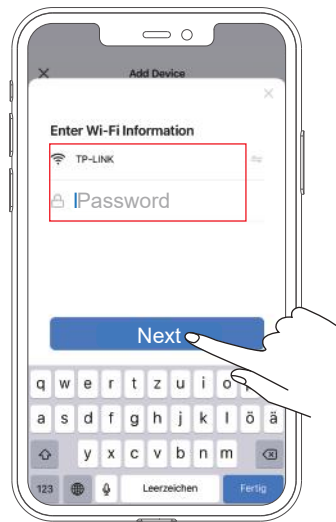 Add Device
Enter Wi-Fi Information
TP-LINK
Password
Next
q w e r t z u i o
a s d f g h j k l ö ä
y x c v b n m
123 Leerzeichen Fertig